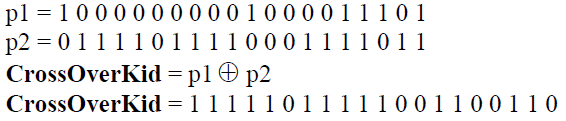 p1 = 1 0 0 0 0 0 0 0 0 0 1 0 0 0 0 1 1 1 0 1
p2 = 0 1 1 1 1 0 1 1 1 1 0 0 0 1 1 1 1 0 1 1
CrossOverKid = p1 ⊕ p2
CrossOverKid = 1 1 1 1 1 0 1 1 1 1 1 0 0 1 1 0 0 1 1 0